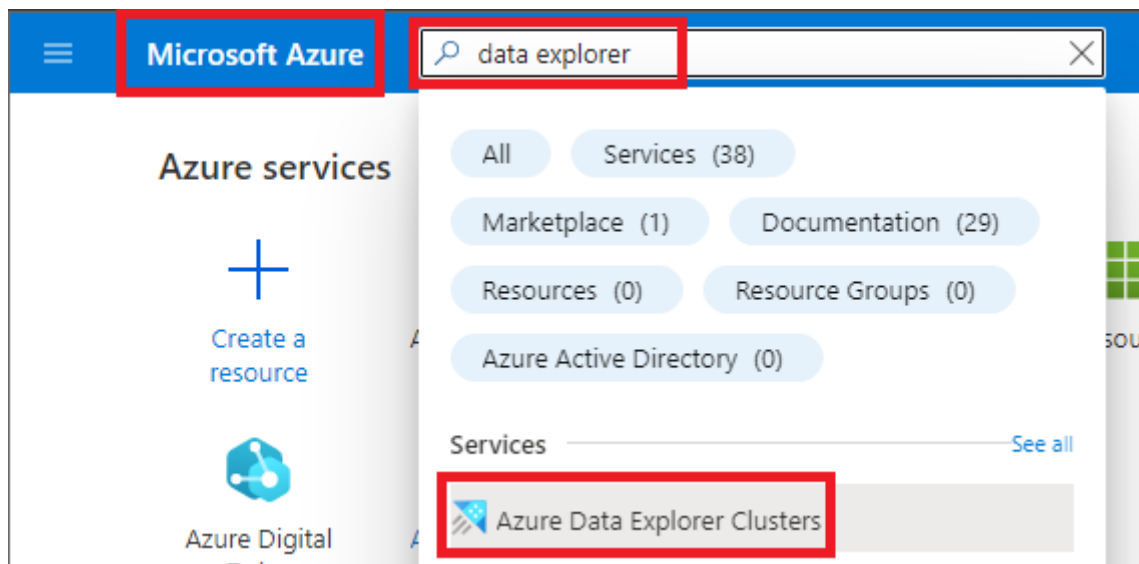 Microsoft Azure
data explorer
Azure services
All
Services (38)
Marketplace (1)
Documentation (29)
Resources (0)
Resource Groups (0)
Azure Active Directory (0)
Create a
resource
Services
See all
Azure Data Explorer Clusters
Azure Digital